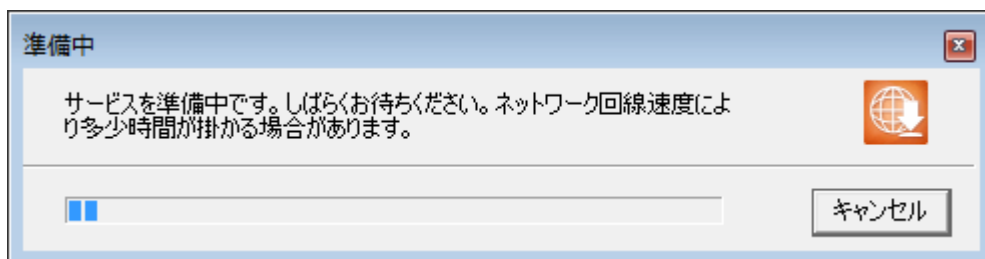 準備中
サービスを準備中です。しばらくお待ちください。ネットワーク回線速度によ
り多少時間が掛かる場合があります。
キャンセル